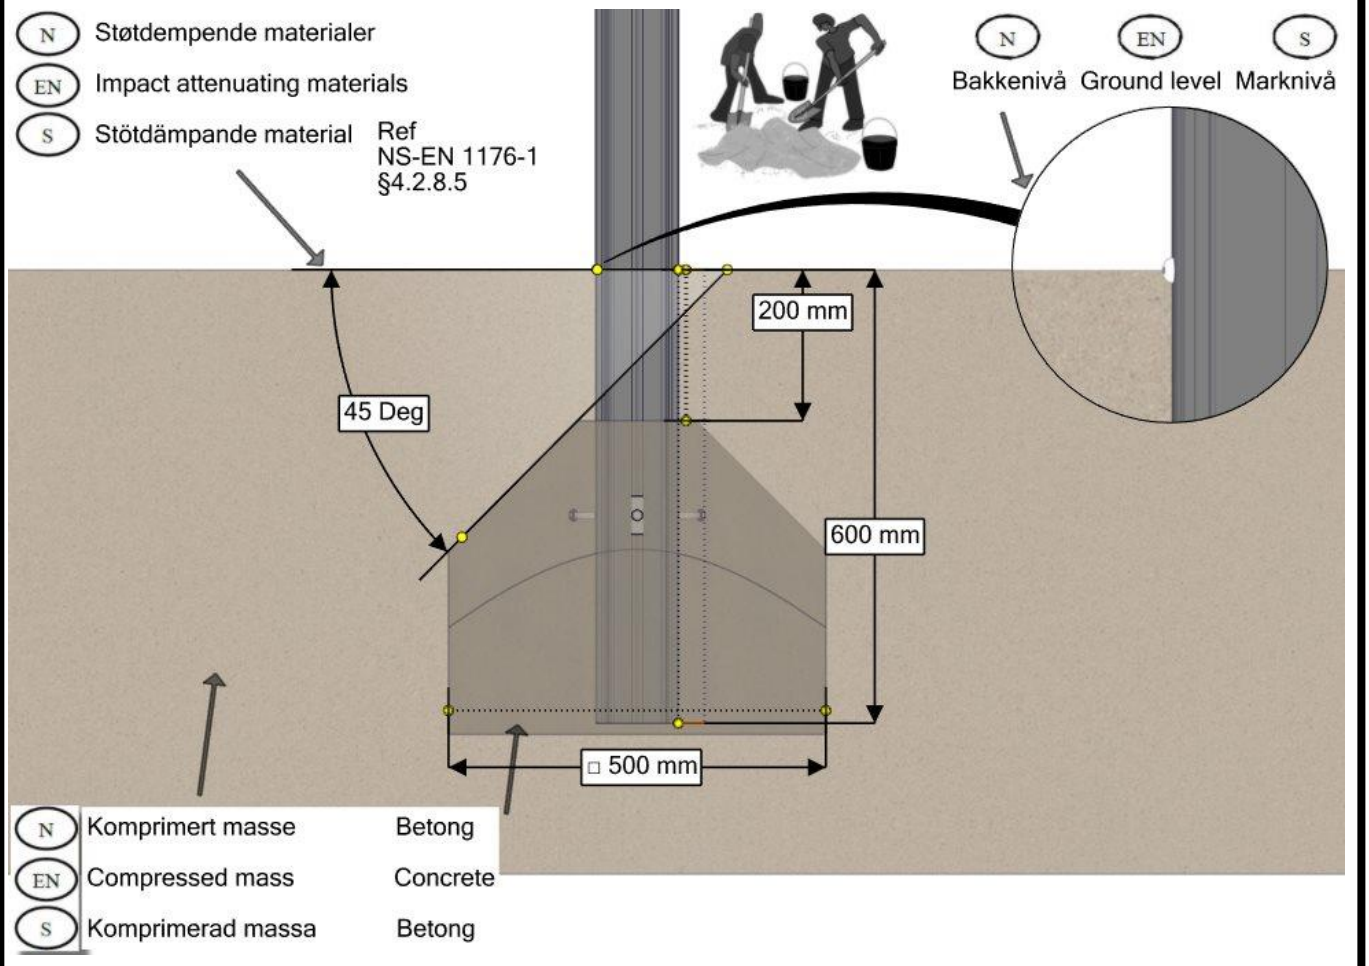 N Støtdempende materialer
EN Impact attenuating materials
S Stötdämpande material
Ref
NS-EN 1176-1
§4.2.8.5
N EN S
Bakkenivå Ground level Marknivå
200 mm
45 Deg
600 mm
□ 500 mm
N Komprimert masse Betong
EN Compressed mass Concrete
S Komprimerad massa Betong